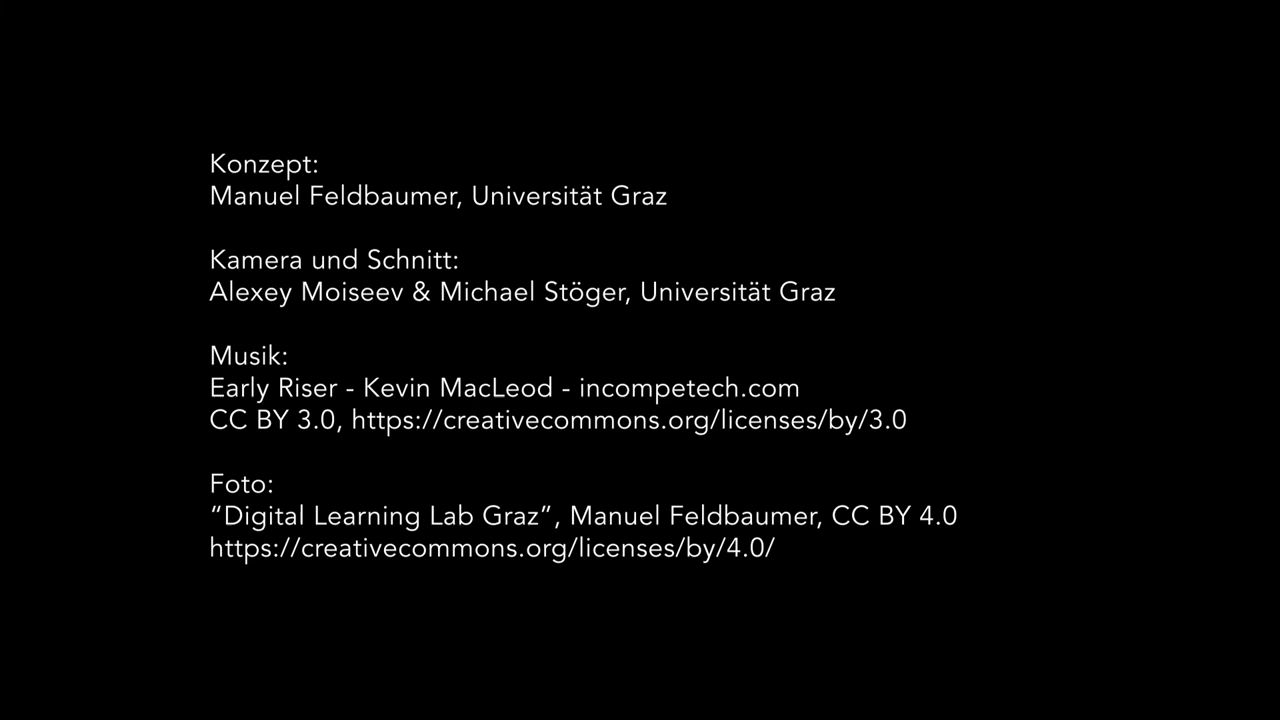 Konzept:
Manuel Feldbaumer, Universität Graz
Kamera und Schnitt:
Alexey Moiseev & Michael Stöger, Universität Graz
Musik:
Early Riser - Kevin MacLeod - incompetech.com
CC BY 3.0, https://creativecommons.org/licenses/by/3.0
Foto:
“Digital Learning Lab Graz”, Manuel Feldbaumer, CC BY 4.0
https://creativecommons.org/licenses/by/4.0/